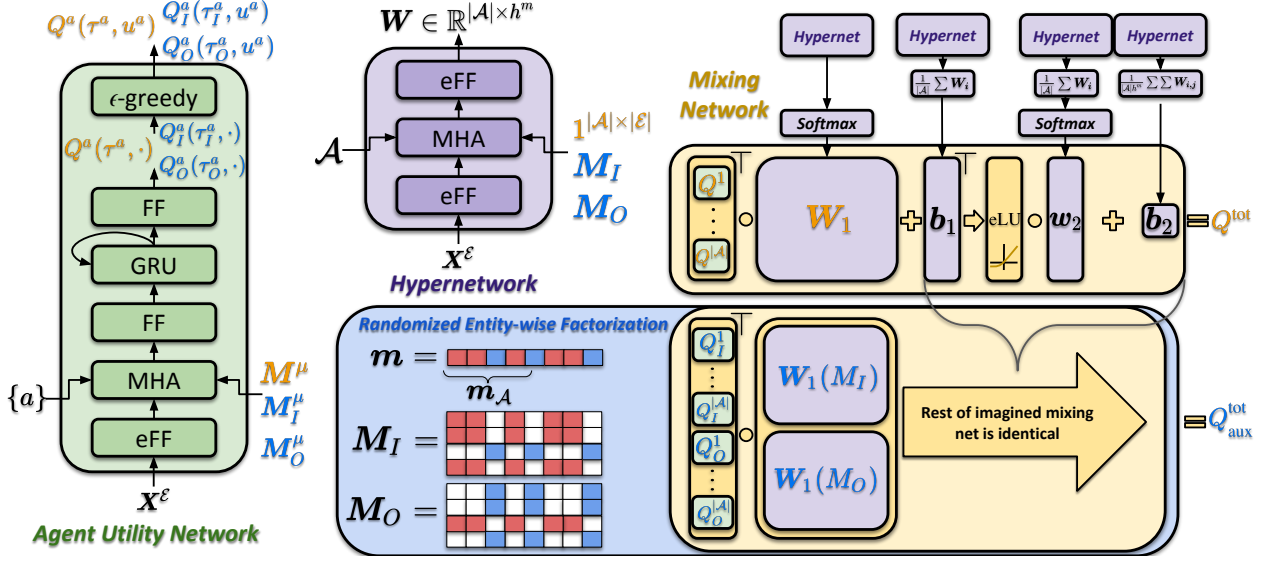 Q^a(τ^a, u^a)
Q_I^a(τ_I^a, u^a)
Q_O^a(τ_O^a, u^a)
ϵ-greedy
Q^a(τ^a, ·)
Q_I^a(τ_I^a, ·)
Q_O^a(τ_O^a, ·)
FF
GRU
FF
MHA
eFF
{a}
M^μ
M_I^μ
M_O^μ
X^ℰ
Agent Utility Network
W ∈ ℝ^{|𝒜|×h^m}
eFF
MHA
eFF
𝒜
1^{|𝒜|×|ℰ|}
M_I
M_O
X^ℰ
Hypernetwork
Mixing
Network
Hypernet
Hypernet
Hypernet
Hypernet
1/|𝒜| ∑ W_i
1/|𝒜| ∑ W_i
1/|𝒜|h^m ∑∑ W_{i,j}
Softmax
Softmax
Q^1
⋮
Q^{|𝒜|}
⊤
W_1
+
b_1
⊤
eLU
w_2
+
b_2
= Q^tot
Randomized Entity-wise Factorization
m =
m_𝒜
M_I =
M_O =
Q_I^1
⋮
Q_I^{|𝒜|}
Q_O^1
⋮
Q_O^{|𝒜|}
⊤
W_1(M_I)
W_1(M_O)
Rest of imagined mixing
net is identical
= Q_aux^tot